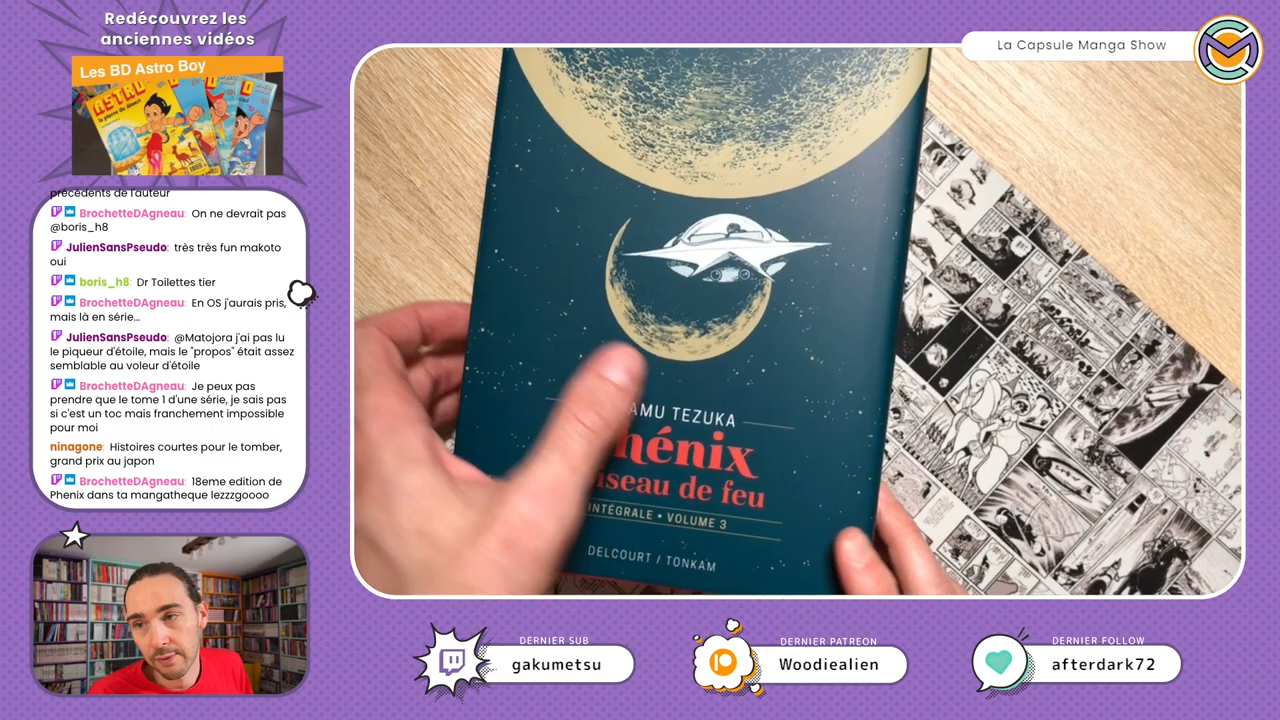 Redécouvrez les
anciennes vidéos
Les BD Astro Boy
ASTRO
précédents de l'auteur
BrochetteDAgneau: On ne devrait pas
@boris_h8
JulienSansPseudo: très très fun makoto
oui
boris_h8: Dr Toilettes tier
BrochetteDAgneau: En OS j'aurais pris,
mais là en série...
JulienSansPseudo: @Matojora j'ai pas lu
le piqueur d'étoile, mais le "propos" était assez
semblable au voleur d'étoile
BrochetteDAgneau: Je peux pas
prendre que le tome 1 d'une série, je sais pas
si c'est un toc mais franchement impossible
pour moi
ninagone: Histoires courtes pour le tomber,
grand prix au japon
BrochetteDAgneau: 18eme edition de
Phenix dans ta mangatheque lezzzgoooo
La Capsule Manga Show
AMU TEZUKA
hénix
iseau de feu
INTÉGRALE • VOLUME 3
DELCOURT / TONKAM
DERNIER SUB
gakumetsu
DERNIER PATREON
Woodiealien
DERNIER FOLLOW
afterdark72